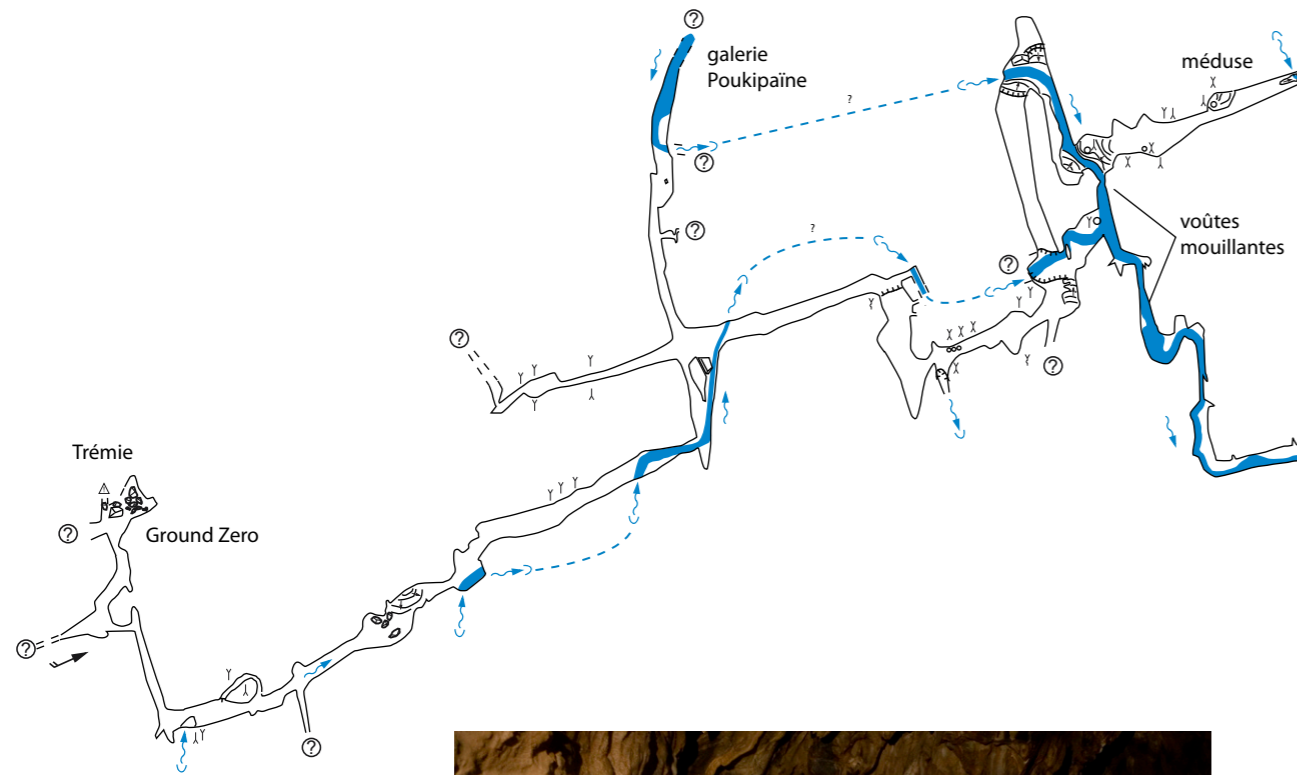 ?
galerie
Poukipaïne
méduse
?
?
?
voûtes
mouillantes
?
?
?
?
Trémie
Ground Zero
?
?
?